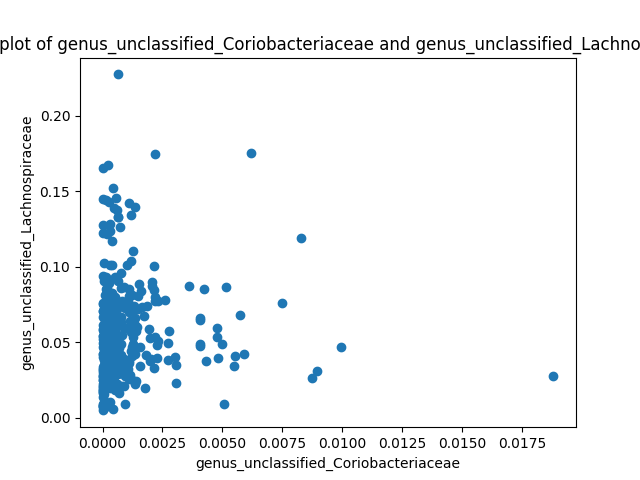 plot of genus_unclassified_Coriobacteriaceae and genus_unclassified_Lachno
genus_unclassified_Lachnospiraceae
0.20
0.15
0.10
0.05
0.00
0.0000 0.0025 0.0050 0.0075 0.0100 0.0125 0.0150 0.0175
genus_unclassified_Coriobacteriaceae